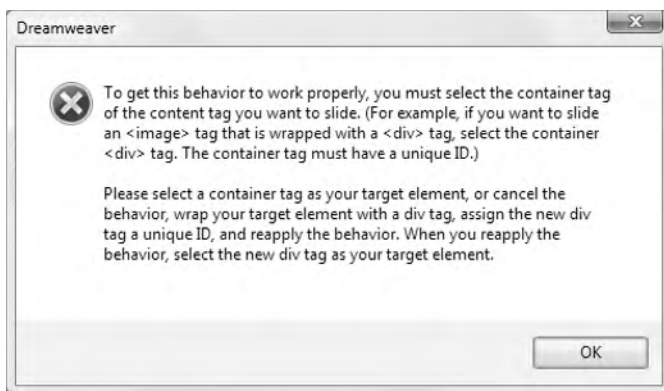 Dreamweaver
To get this behavior to work properly, you must select the container tag
of the content tag you want to slide. (For example, if you want to slide
an <image> tag that is wrapped with a <div> tag, select the container
<div> tag. The container tag must have a unique ID.)
Please select a container tag as your target element, or cancel the
behavior, wrap your target element with a div tag, assign the new div
tag a unique ID, and reapply the behavior. When you reapply the
behavior, select the new div tag as your target element.
OK